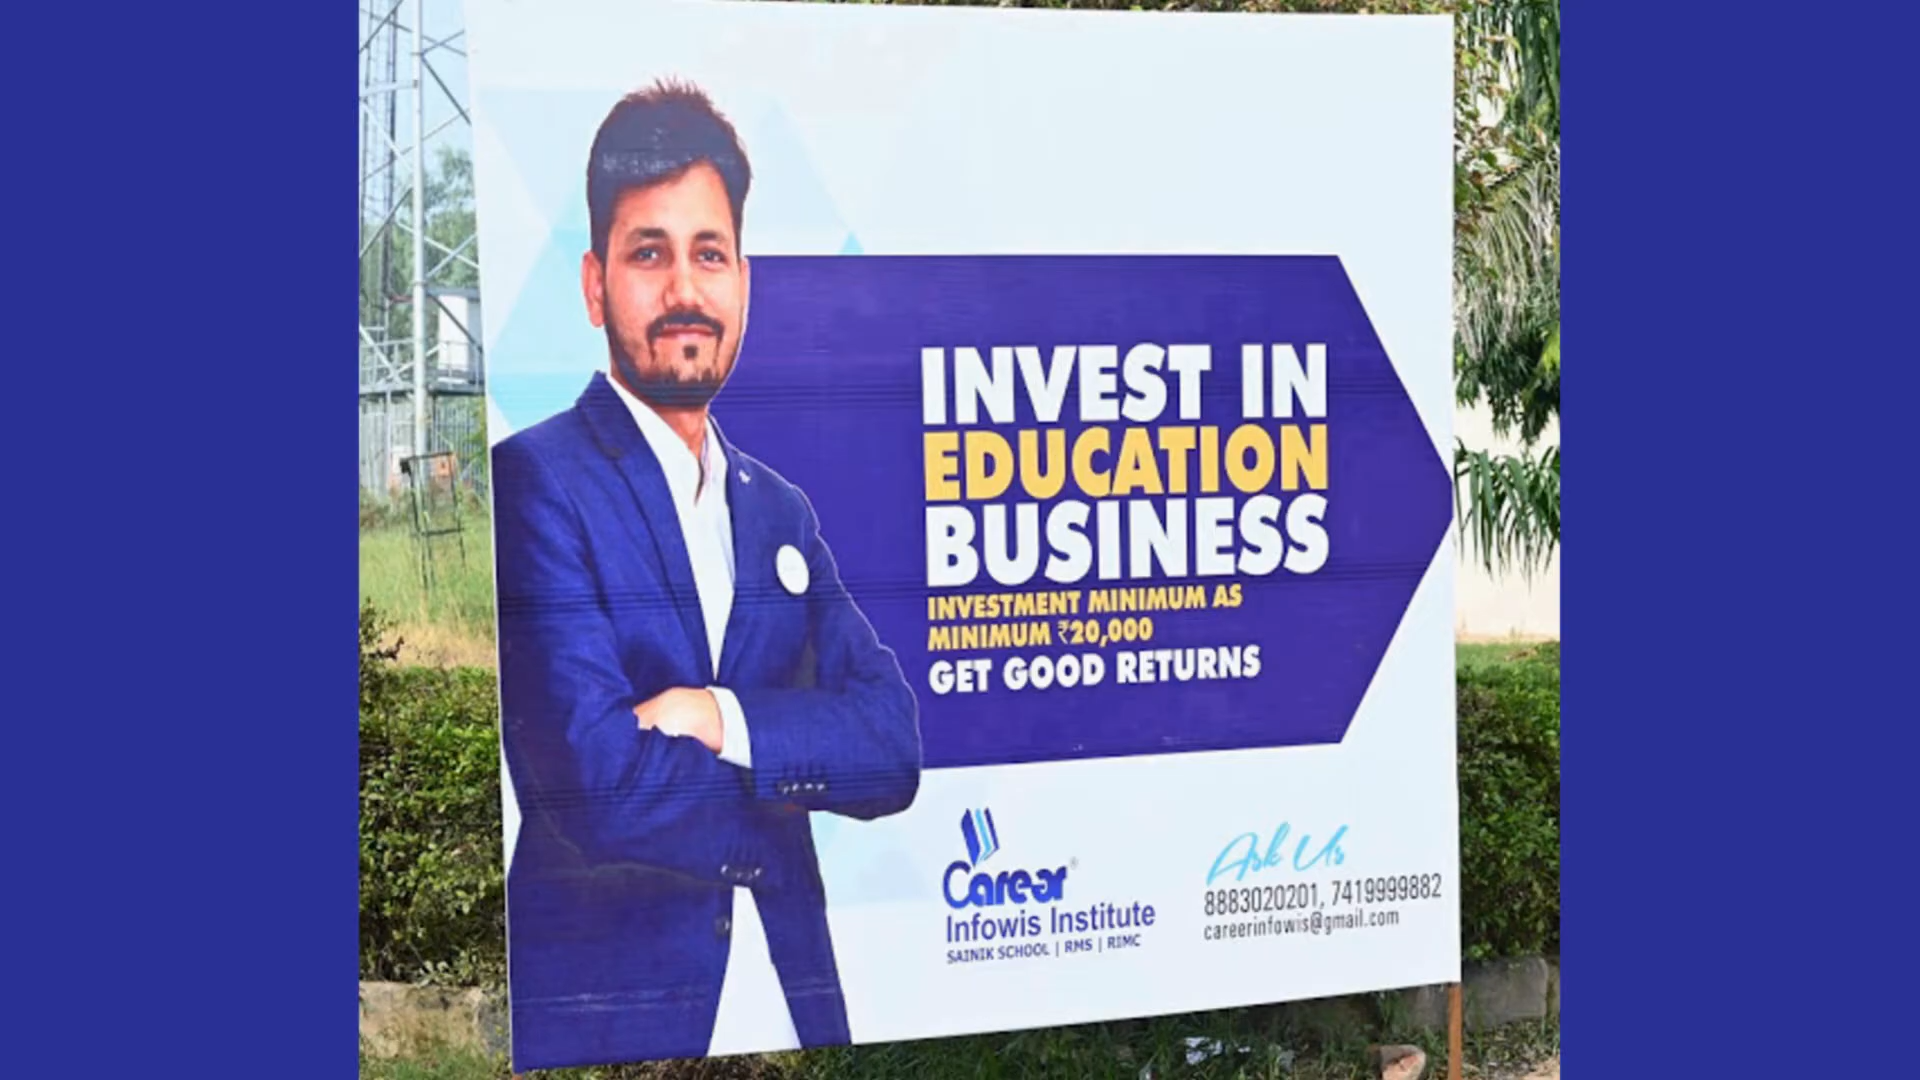 INVEST IN
EDUCATION
BUSINESS
INVESTMENT MINIMUM AS
MINIMUM ₹20,000
GET GOOD RETURNS
Career®
Infowis Institute
SAINIK SCHOOL | RMS | RIMC
Ask Us
8883020201, 7419999882
careerinfowis@gmail.com